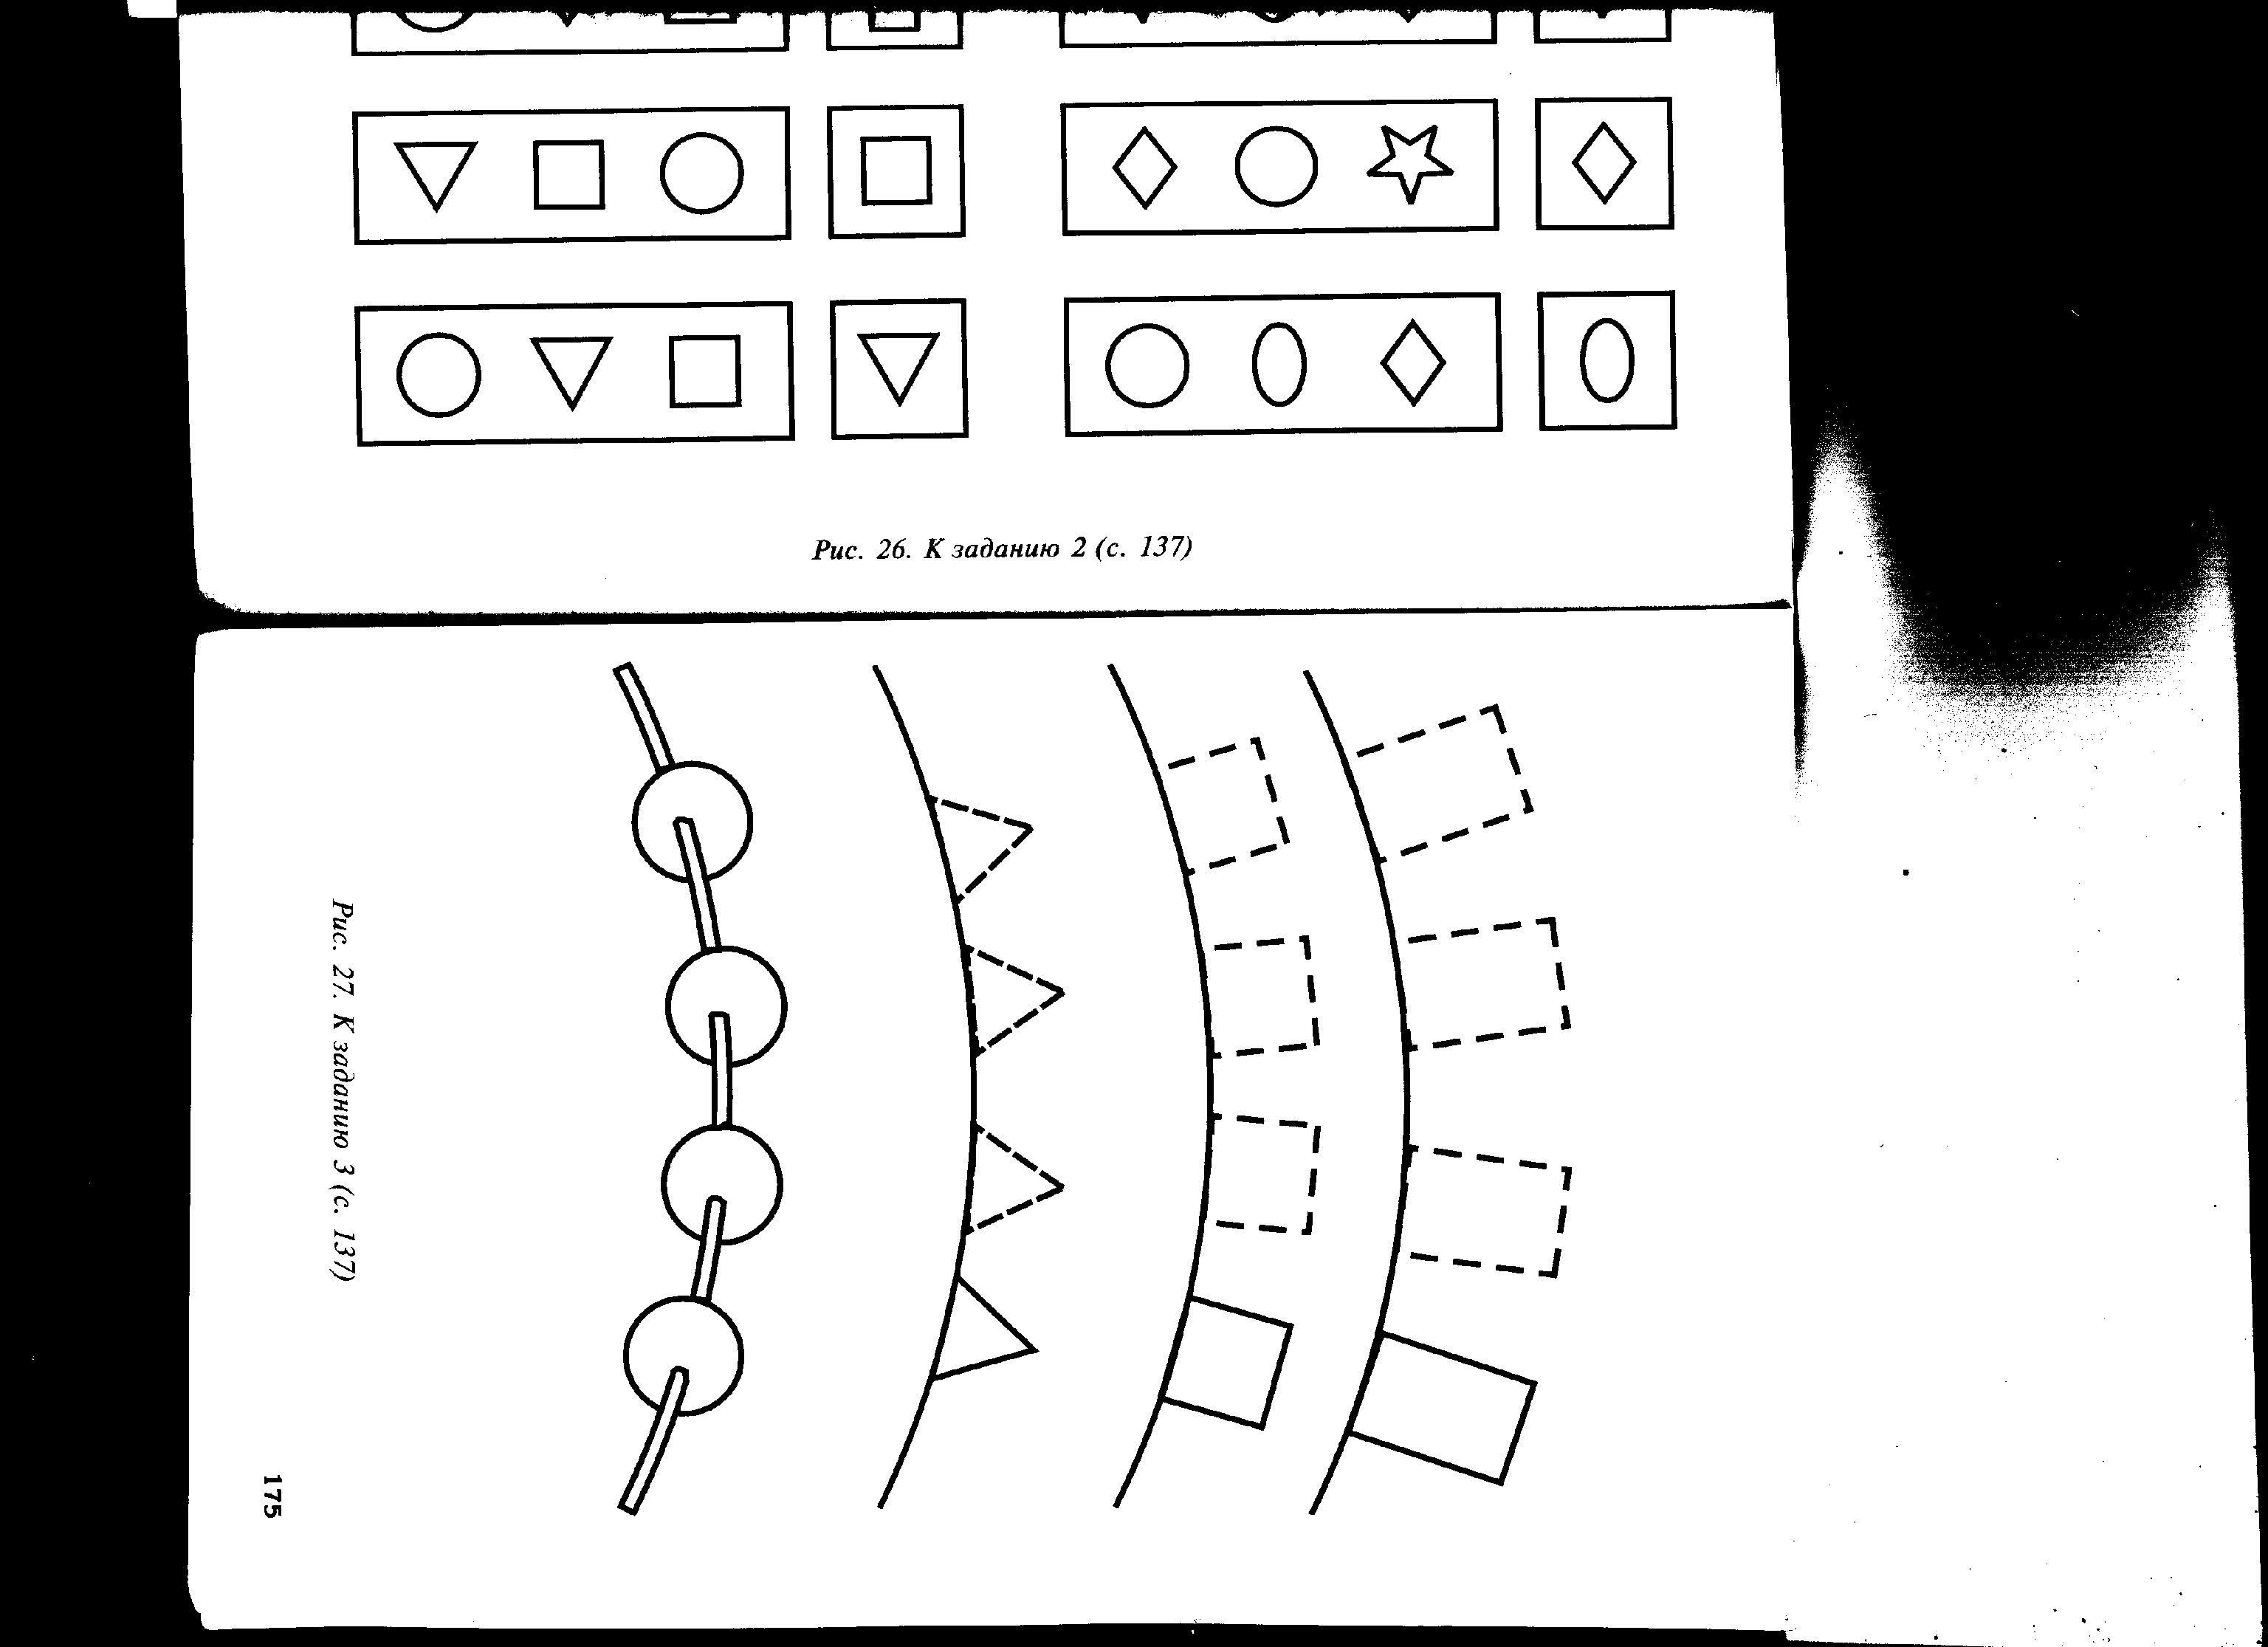 Рис. 26. К заданию 2 (с. 137)
Рис. 27. К заданию 3 (с. 137)
175